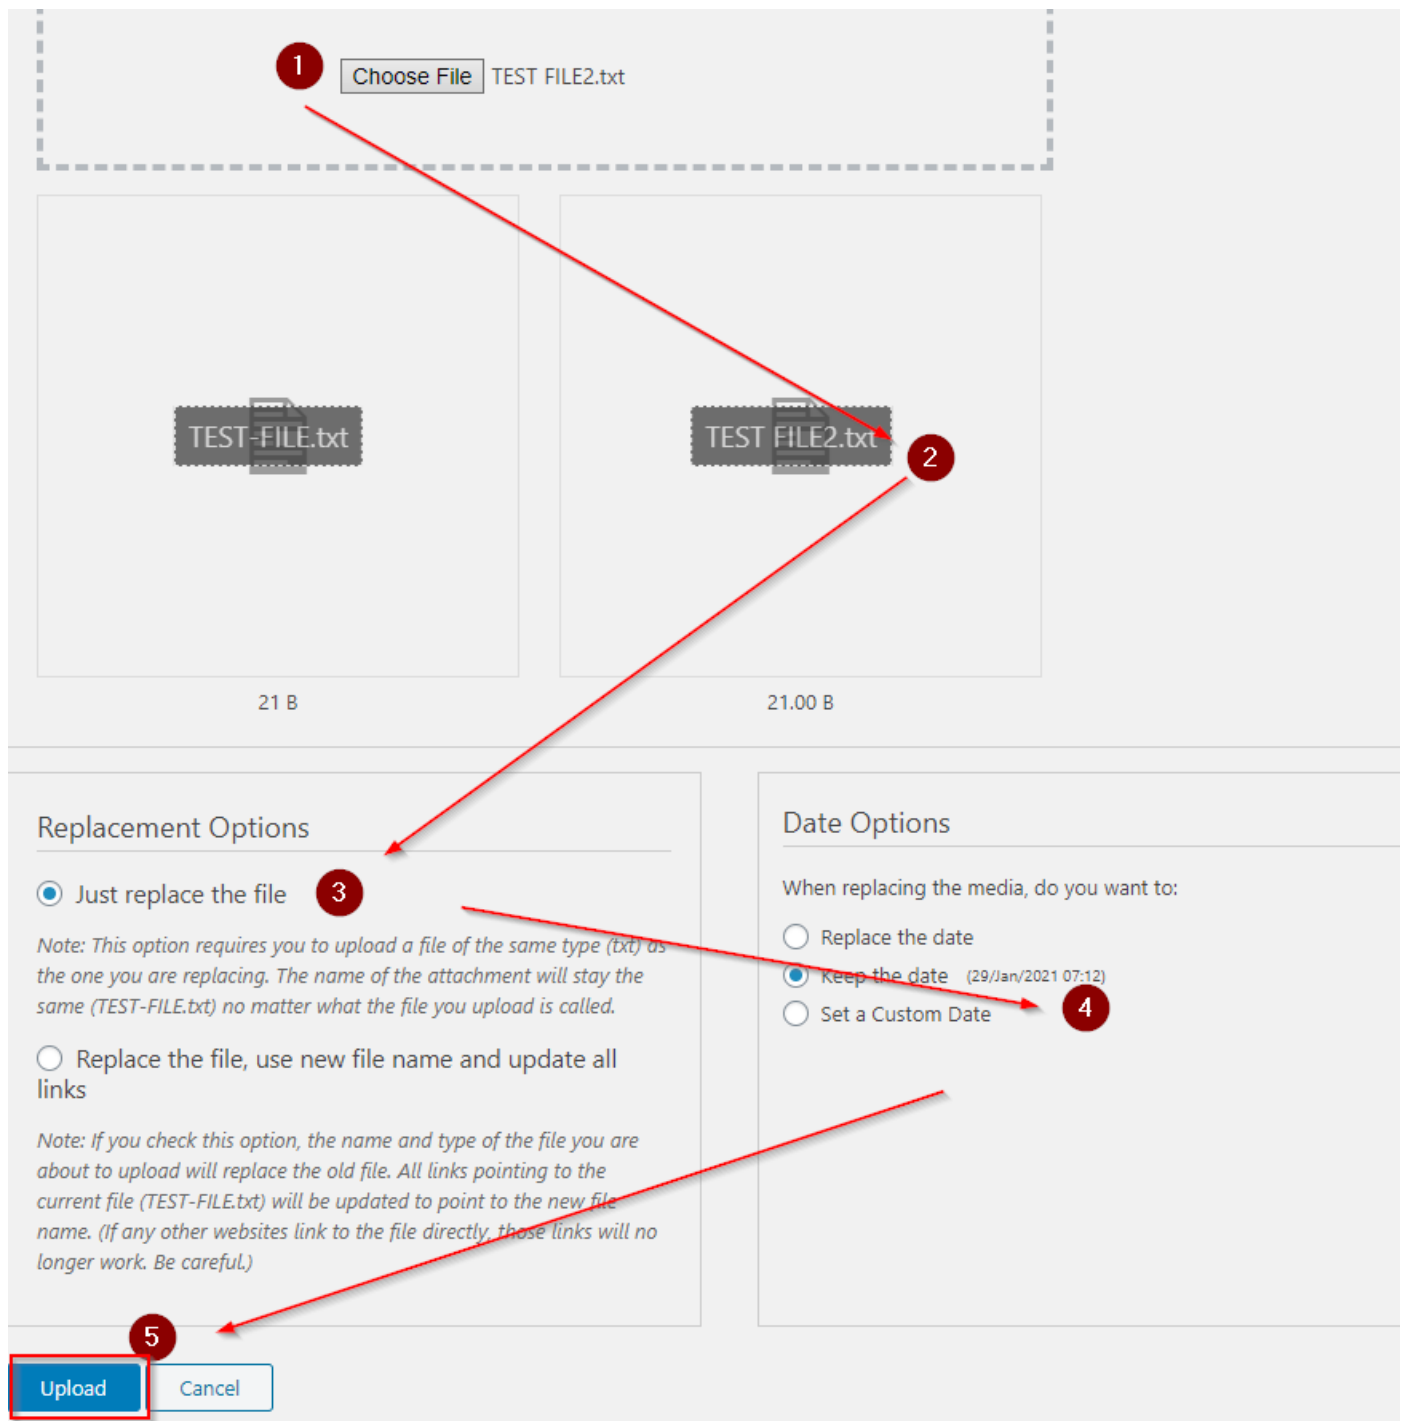 1
Choose File TEST FILE2.txt
TEST-FILE.txt
TEST FILE2.txt
2
21 B
21.00 B
Replacement Options
Just replace the file 3
Note: This option requires you to upload a file of the same type (txt) as
the one you are replacing. The name of the attachment will stay the
same (TEST-FILE.txt) no matter what the file you upload is called.
Replace the file, use new file name and update all
links
Note: If you check this option, the name and type of the file you are
about to upload will replace the old file. All links pointing to the
current file (TEST-FILE.txt) will be updated to point to the new file
name. (If any other websites link to the file directly, those links will no
longer work. Be careful.)
Date Options
When replacing the media, do you want to:
Replace the date
Keep the date (29/Jan/2021 07:12)
Set a Custom Date
4
5
Upload
Cancel